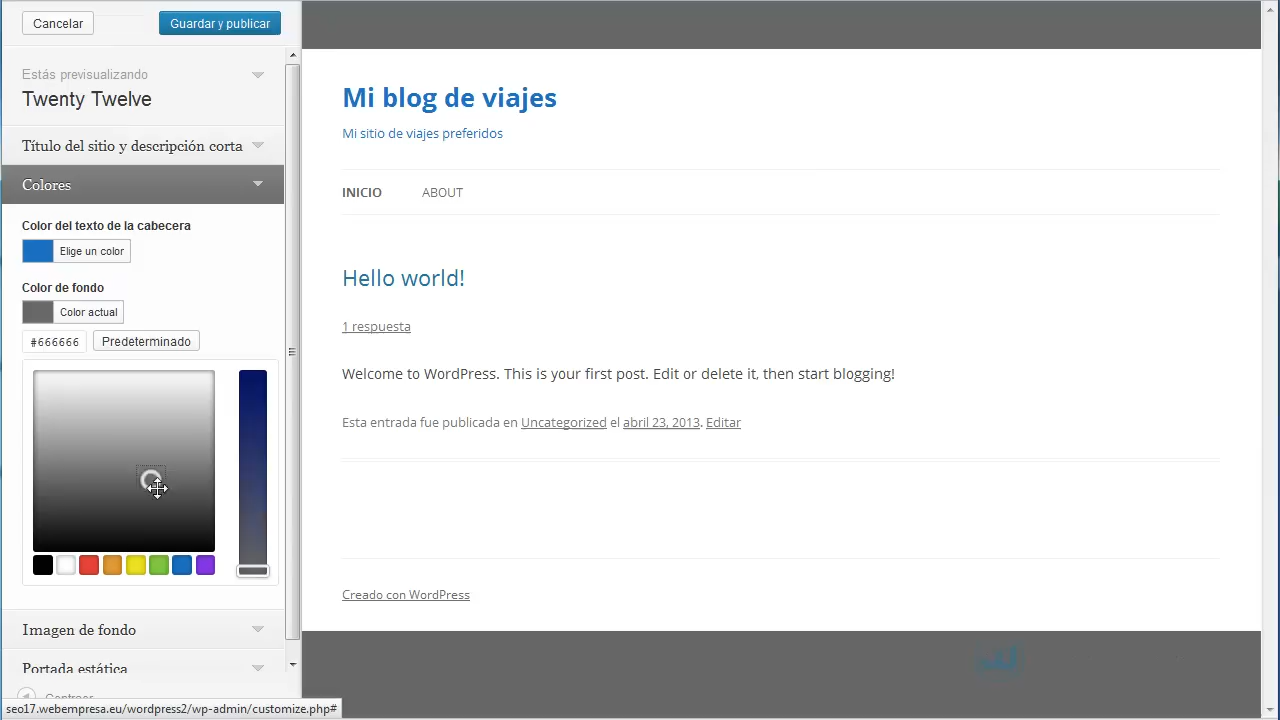 Cancelar
Guardar y publicar
Estás previsualizando
Twenty Twelve
Título del sitio y descripción corta
Colores
Color del texto de la cabecera
Elige un color
Color de fondo
Color actual
#666666
Predeterminado
Imagen de fondo
Portada estática
seo17.webempresa.eu/wordpress2/wp-admin/customize.php#
Mi blog de viajes
Mi sitio de viajes preferidos
INICIO ABOUT
Hello world!
1 respuesta
Welcome to WordPress. This is your first post. Edit or delete it, then start blogging!
Esta entrada fue publicada en Uncategorized el abril 23, 2013. Editar
Creado con WordPress